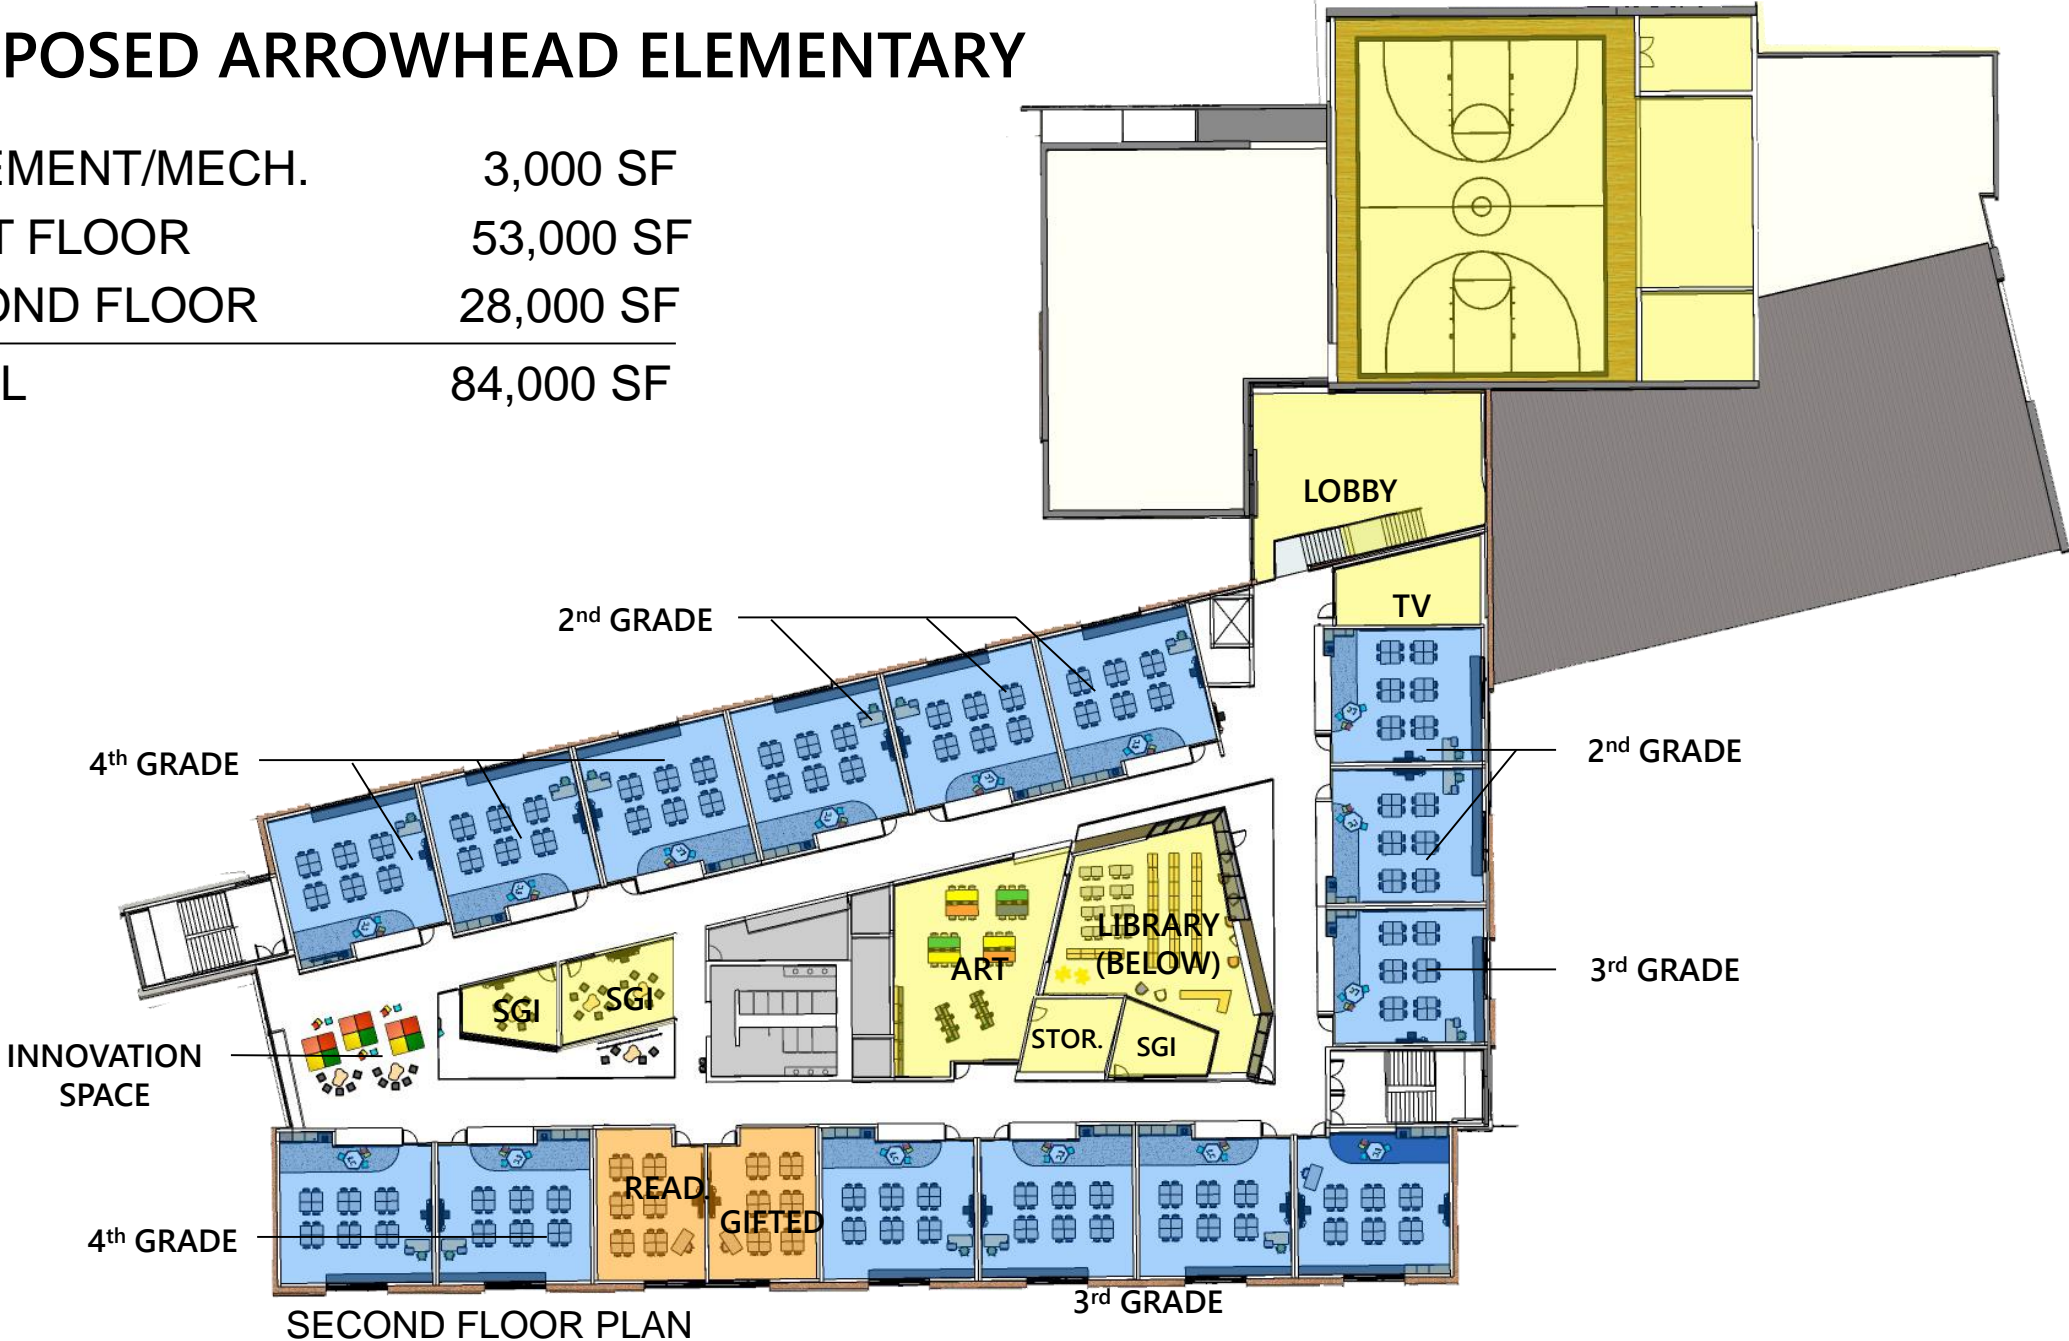 POSED ARROWHEAD ELEMENTARY
EMENT/MECH. 3,000 SF
T FLOOR 53,000 SF
OND FLOOR 28,000 SF
L 84,000 SF
LOBBY
TV
2nd GRADE
4th GRADE
2nd GRADE
LIBRARY
(BELOW)
ART
3rd GRADE
SGI
SGI
STOR.
SGI
INNOVATION
SPACE
READ.
GIFTED
4th GRADE
3rd GRADE
SECOND FLOOR PLAN